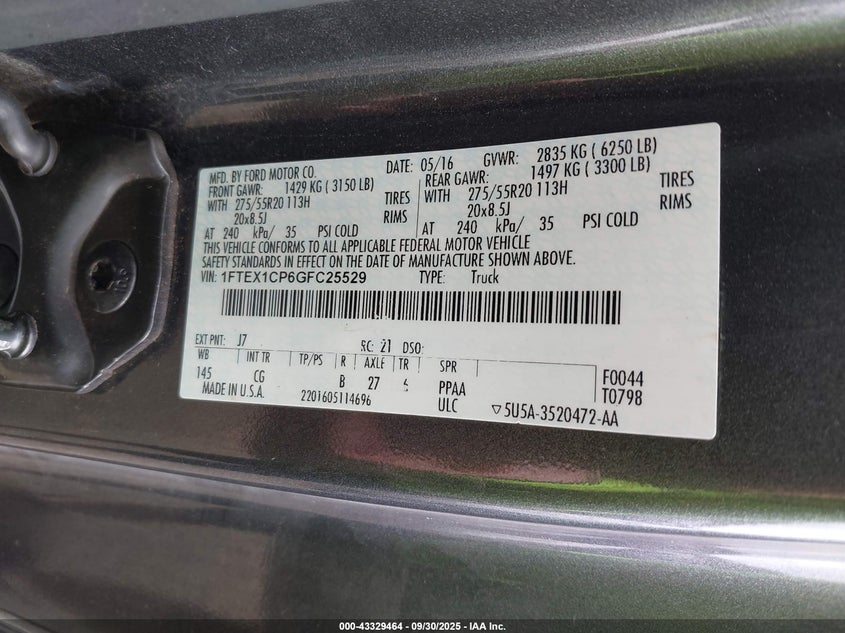 MFD. BY FORD MOTOR CO. DATE: 05/16 GVWR: 2835 KG ( 6250 LB)
FRONT GAWR: 1429 KG ( 3150 LB) REAR GAWR: 1497 KG ( 3300 LB)
WITH 275/55R20 113H TIRES WITH 275/55R20 113H TIRES
20x8.5J RIMS 20x8.5J RIMS
AT 240 kPa/ 35 PSI COLD AT 240 kPa/ 35 PSI COLD
THIS VEHICLE CONFORMS TO ALL APPLICABLE FEDERAL MOTOR VEHICLE
SAFETY STANDARDS IN EFFECT ON THE DATE OF MANUFACTURE SHOWN ABOVE.
VIN: 1FTEX1CP6GFC25529 TYPE: Truck
EXT PNT: J7 RC: 21 DSO:
WB INT TR TP/PS R AXLE TR SPR
145 CG B 27 PPAA F0044
MADE IN U.S.A. 2201605114696 ULC T0798
▽5U5A-3520472-AA
000-43329464 - 09/30/2025 - IAA Inc.